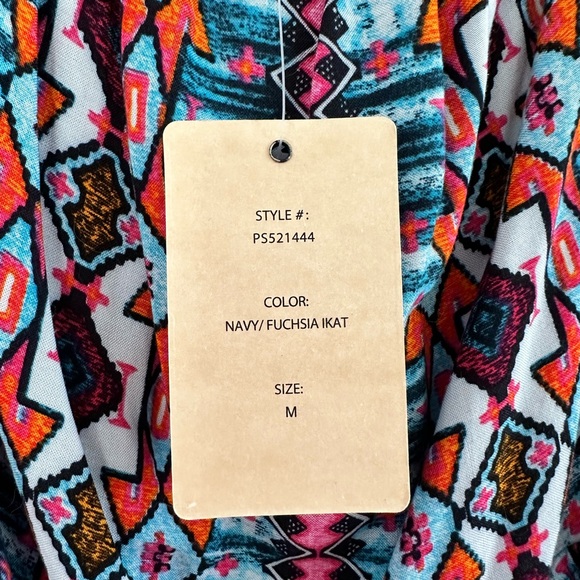 STYLE #:
PS521444
COLOR:
NAVY/ FUCHSIA IKAT
SIZE:
M